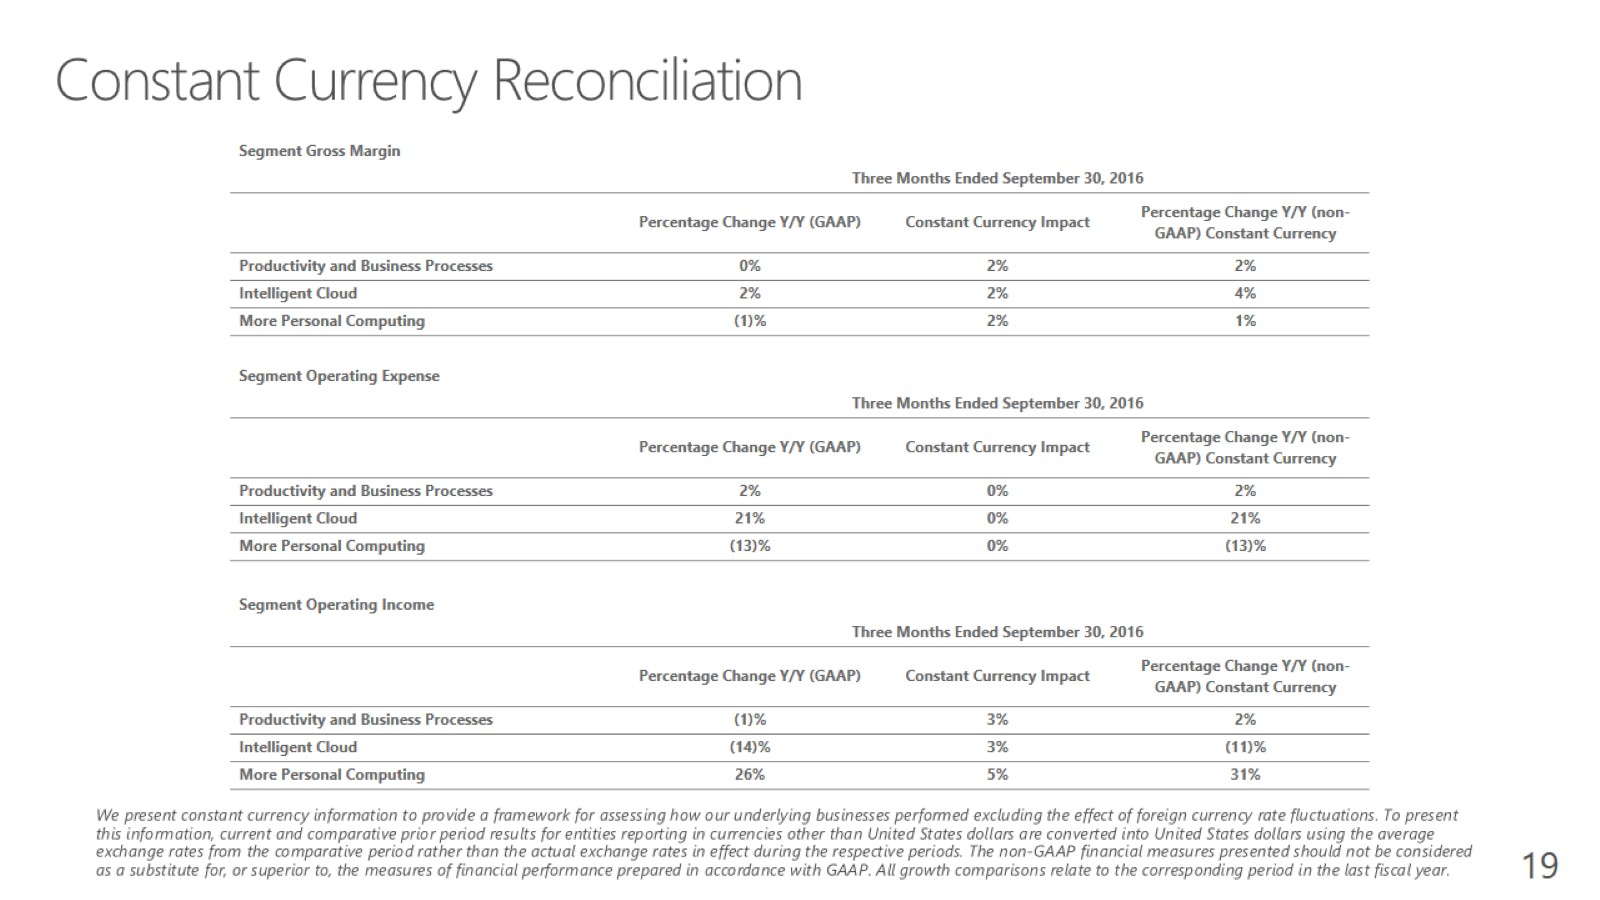 Constant Currency Reconciliation
Segment Gross Margin
Three Months Ended September 30, 2016
Percentage Change Y/Y (GAAP) Constant Currency Impact Percentage Change Y/Y (non-
GAAP) Constant Currency
Productivity and Business Processes 0% 2% 2%
Intelligent Cloud 2% 2% 4%
More Personal Computing (1)% 2% 1%
Segment Operating Expense
Three Months Ended September 30, 2016
Percentage Change Y/Y (GAAP) Constant Currency Impact Percentage Change Y/Y (non-
GAAP) Constant Currency
Productivity and Business Processes 2% 0% 2%
Intelligent Cloud 21% 0% 21%
More Personal Computing (13)% 0% (13)%
Segment Operating Income
Three Months Ended September 30, 2016
Percentage Change Y/Y (GAAP) Constant Currency Impact Percentage Change Y/Y (non-
GAAP) Constant Currency
Productivity and Business Processes (1)% 3% 2%
Intelligent Cloud (14)% 3% (11)%
More Personal Computing 26% 5% 31%
We present constant currency information to provide a framework for assessing how our underlying businesses performed excluding the effect of foreign currency rate fluctuations. To present
this information, current and comparative prior period results for entities reporting in currencies other than United States dollars are converted into United States dollars using the average
exchange rates from the comparative period rather than the actual exchange rates in effect during the respective periods. The non-GAAP financial measures presented should not be considered
as a substitute for, or superior to, the measures of financial performance prepared in accordance with GAAP. All growth comparisons relate to the corresponding period in the last fiscal year.
19